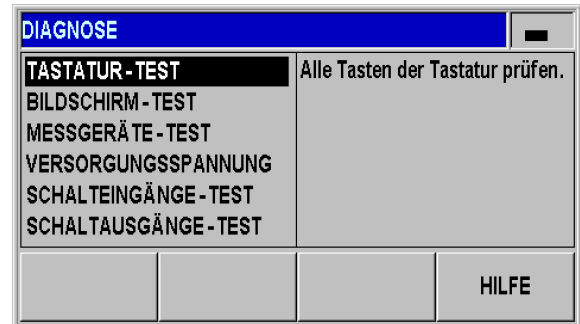 DIAGNOSE
TASTATUR-TEST
BILDSCHIRM-TEST
MESSGERÄTE-TEST
VERSORGUNGSSPANNUNG
SCHALTEINGÄNGE-TEST
SCHALTAUSGÄNGE-TEST
Alle Tasten der Tastatur prüfen.
HILFE